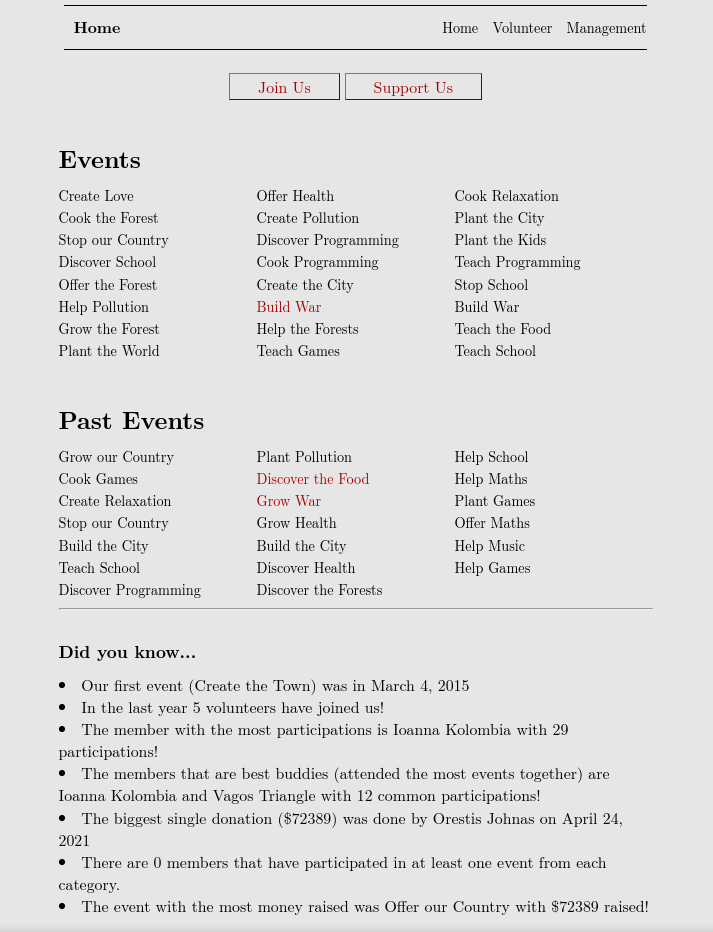 Home
Home Volunteer Management
Join Us Support Us
Events
Create Love
Cook the Forest
Stop our Country
Discover School
Offer the Forest
Help Pollution
Grow the Forest
Plant the World
Offer Health
Create Pollution
Discover Programming
Cook Programming
Create the City
Build War
Help the Forests
Teach Games
Cook Relaxation
Plant the City
Plant the Kids
Teach Programming
Stop School
Build War
Teach the Food
Teach School
Past Events
Grow our Country
Cook Games
Create Relaxation
Stop our Country
Build the City
Teach School
Discover Programming
Plant Pollution
Discover the Food
Grow War
Grow Health
Build the City
Discover Health
Discover the Forests
Help School
Help Maths
Plant Games
Offer Maths
Help Music
Help Games
Did you know...
• Our first event (Create the Town) was in March 4, 2015
• In the last year 5 volunteers have joined us!
• The member with the most participations is Ioanna Kolombia with 29
participations!
• The members that are best buddies (attended the most events together) are
Ioanna Kolombia and Vagos Triangle with 12 common participations!
• The biggest single donation ($72389) was done by Orestis Johnas on April 24,
2021
• There are 0 members that have participated in at least one event from each
category.
• The event with the most money raised was Offer our Country with $72389 raised!